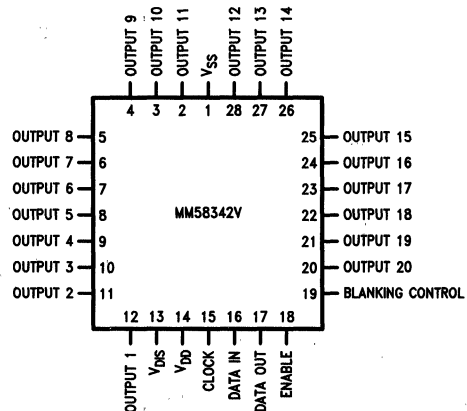 OUTPUT 9
OUTPUT 10
OUTPUT 11
VSS
OUTPUT 12
OUTPUT 13
OUTPUT 14
4 3 2 1 28 27 26
OUTPUT 8 5
OUTPUT 7 6
OUTPUT 6 7
OUTPUT 5 8
OUTPUT 4 9
OUTPUT 3 10
OUTPUT 2 11
MM58342V
25 OUTPUT 15
24 OUTPUT 16
23 OUTPUT 17
22 OUTPUT 18
21 OUTPUT 19
20 OUTPUT 20
19 BLANKING CONTROL
12 13 14 15 16 17 18
OUTPUT 1
VDIS
VDD
CLOCK
DATA IN
DATA OUT
ENABLE